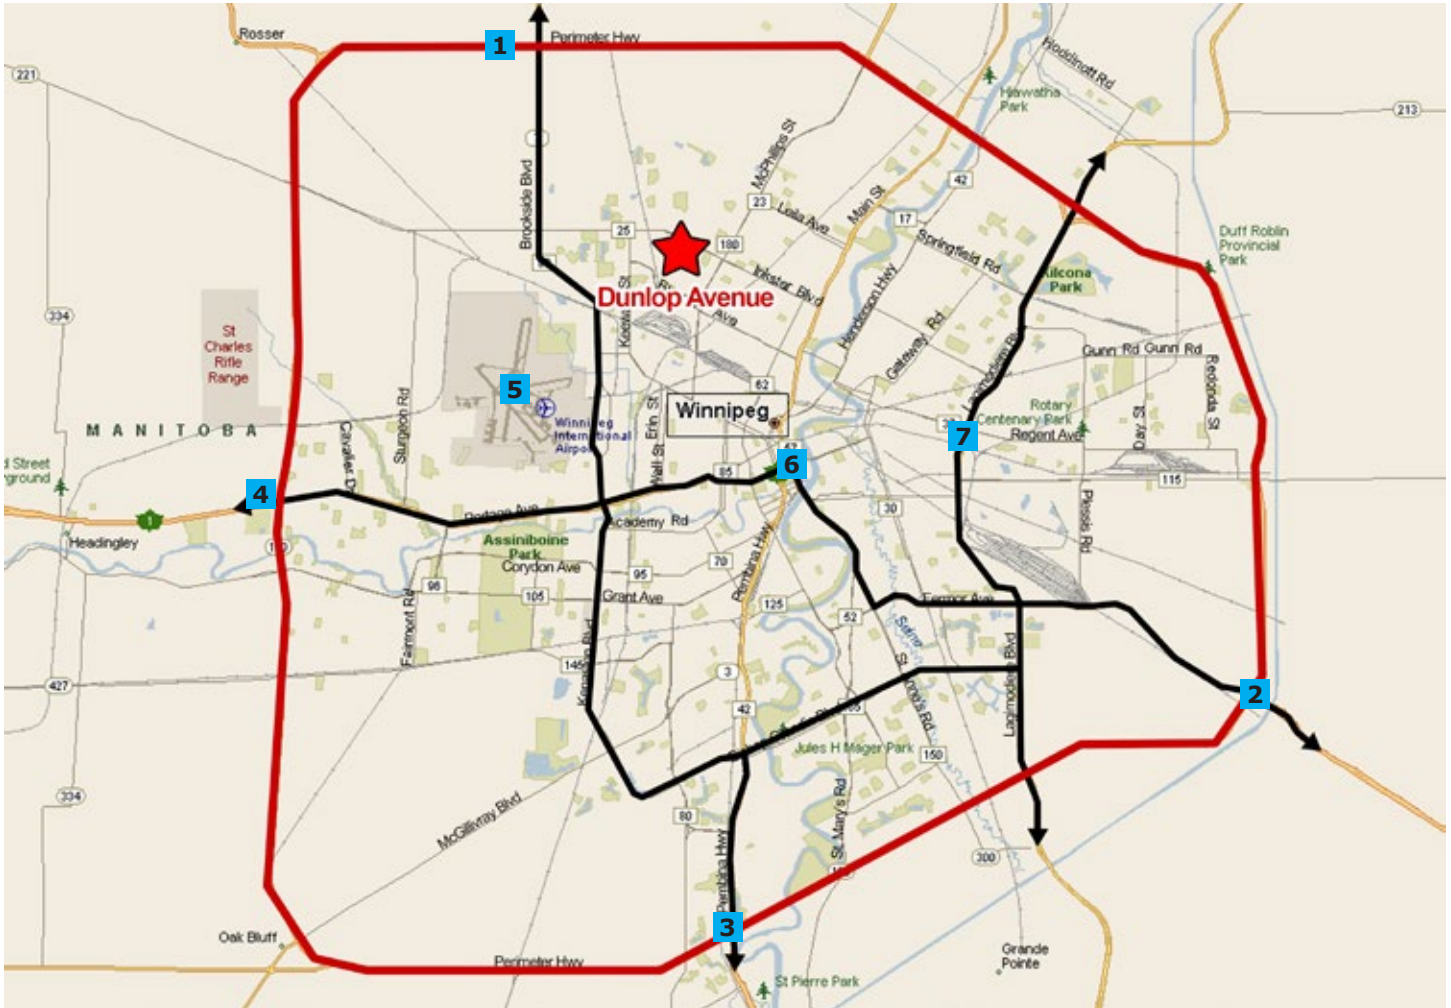 Rosser
1
Perimeter Hwy
Hoddinott Rd
221
Hiawatha
Park
213
McPhillips St
Brookside Blvd
42
23
Main St
Leila Ave
17
25
180
Springfield Rd
Duff Roblin
Provincial
Park
Inkster Blvd
Kilcona
Park
Dunlop Avenue
Ave
Henderson Hwy
334
St
Charles
Rifle
Range
Gunn Rd
Gunn Rd
Redonda St
62
5
Winnipeg
Erin St
Wall St
Rotary
Centenary Park
Regent Ave
Day St
MANITOBA
Sturgeon Rd
Cavalier Dr
Winnipeg
International
Airport
7
d Street
yground
6
85
115
4
Portage Ave
1
Headingley
Academy Rd
30
Plessis Rd
Assiniboine
Park
Corydon Ave
95
70
Pembina Hwy
96
105
Grant Ave
125
52
Fermor Ave
Fairmont Rd
Kenaston Blvd
145
3
427
42
Lagimodiere Blvd
2
Jules H Mager Park
150
334
McGillivray Blvd
80
St. Mary's Rd
300
Pembina Hwy
3
Oak Bluff
Perimeter Hwy
Grande
Pointe
St Pierre Park